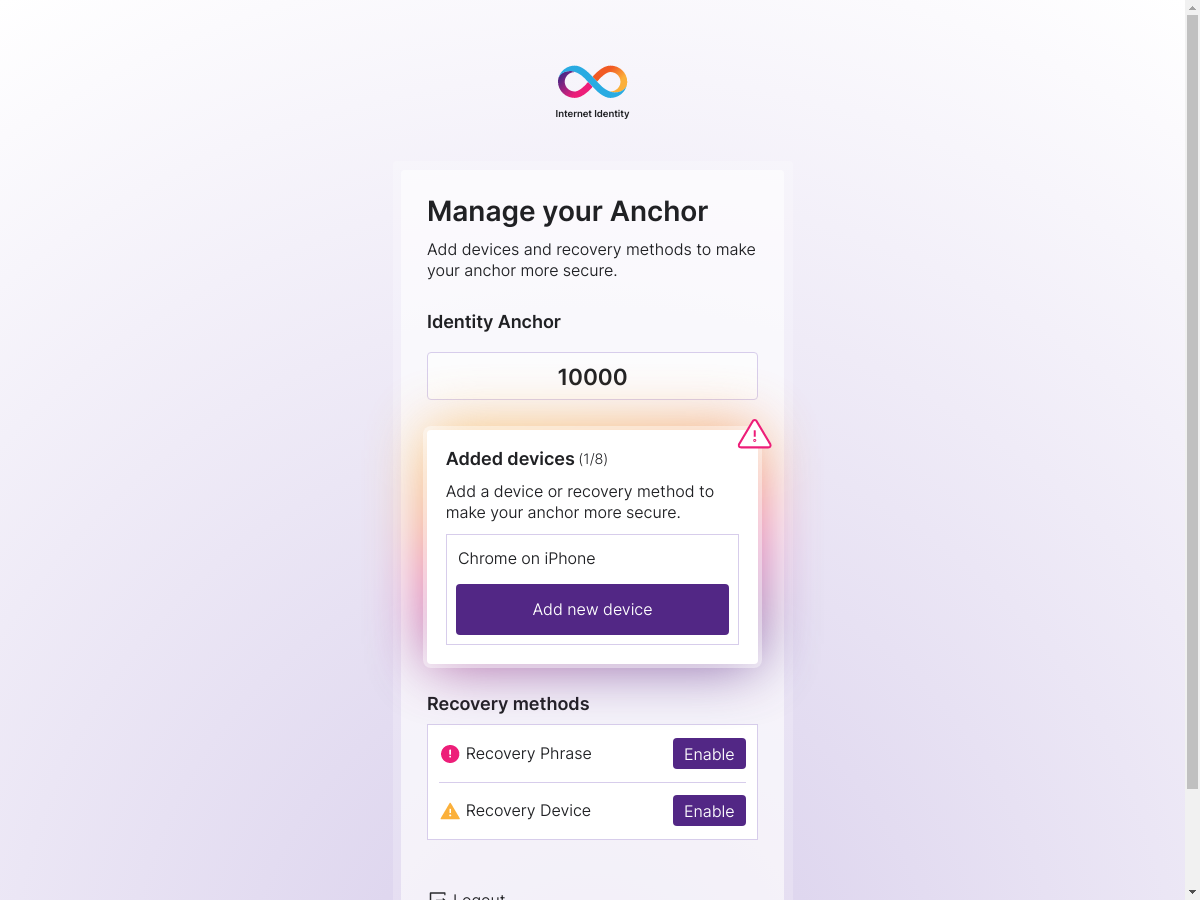 Internet Identity
Manage your Anchor
Add devices and recovery methods to make
your anchor more secure.
Identity Anchor
10000
Added devices (1/8)
Add a device or recovery method to
make your anchor more secure.
Chrome on iPhone
Add new device
Recovery methods
Recovery Phrase Enable
Recovery Device Enable
Logout